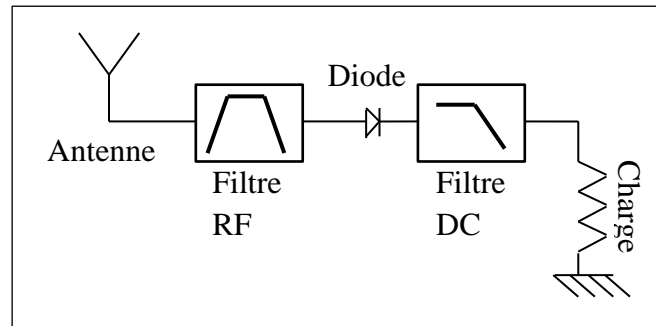 Diode
Antenne
Filtre
RF
Filtre
DC
Charge